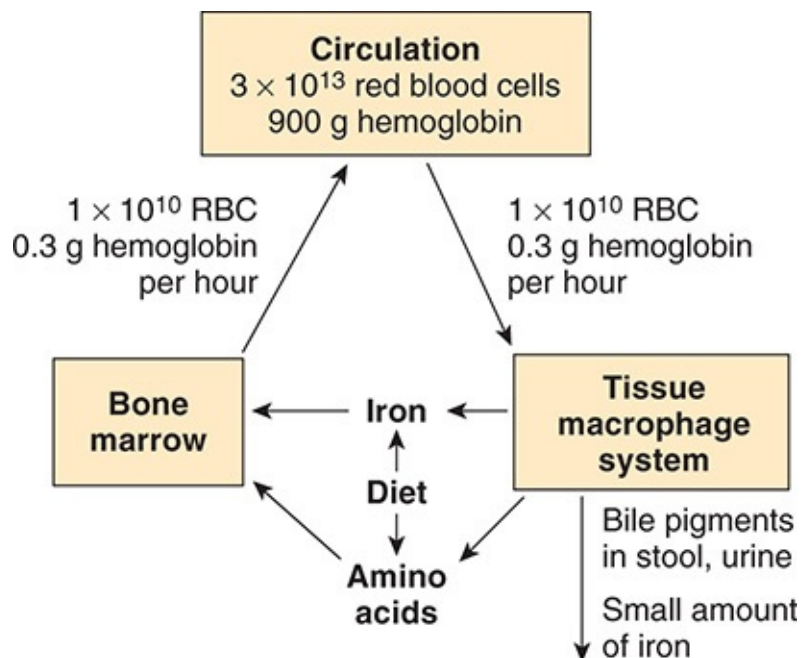 Circulation
3 × 10¹³ red blood cells
900 g hemoglobin
1 × 10¹⁰ RBC
0.3 g hemoglobin
per hour
1 × 10¹⁰ RBC
0.3 g hemoglobin
per hour
Bone
marrow
Iron
Diet
Amino
acids
Tissue
macrophage
system
Bile pigments
in stool, urine
Small amount
of iron